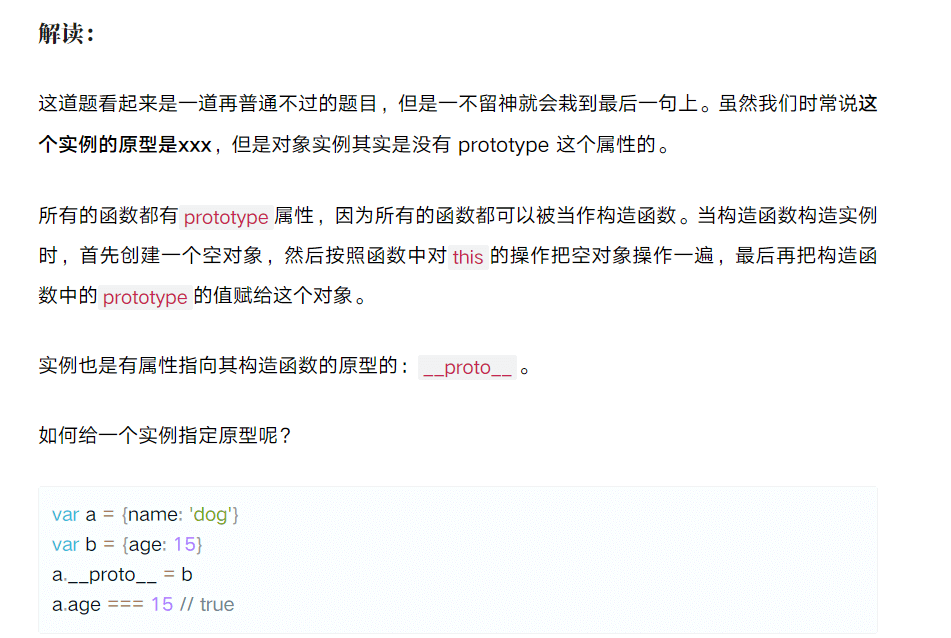 解读：
这道题看起来是一道再普通不过的题目，但是一不留神就会栽到最后一句上。虽然我们时常说这
个实例的原型是xxx，但是对象实例其实是没有 prototype 这个属性的。
所有的函数都有 prototype 属性，因为所有的函数都可以被当作构造函数。当构造函数构造实例
时，首先创建一个空对象，然后按照函数中对 this 的操作把空对象操作一遍，最后再把构造函
数中的 prototype 的值赋给这个对象。
实例也是有属性指向其构造函数的原型的： __proto__ 。
如何给一个实例指定原型呢？
var a = {name: 'dog'}
var b = {age: 15}
a.__proto__ = b
a.age === 15 // true